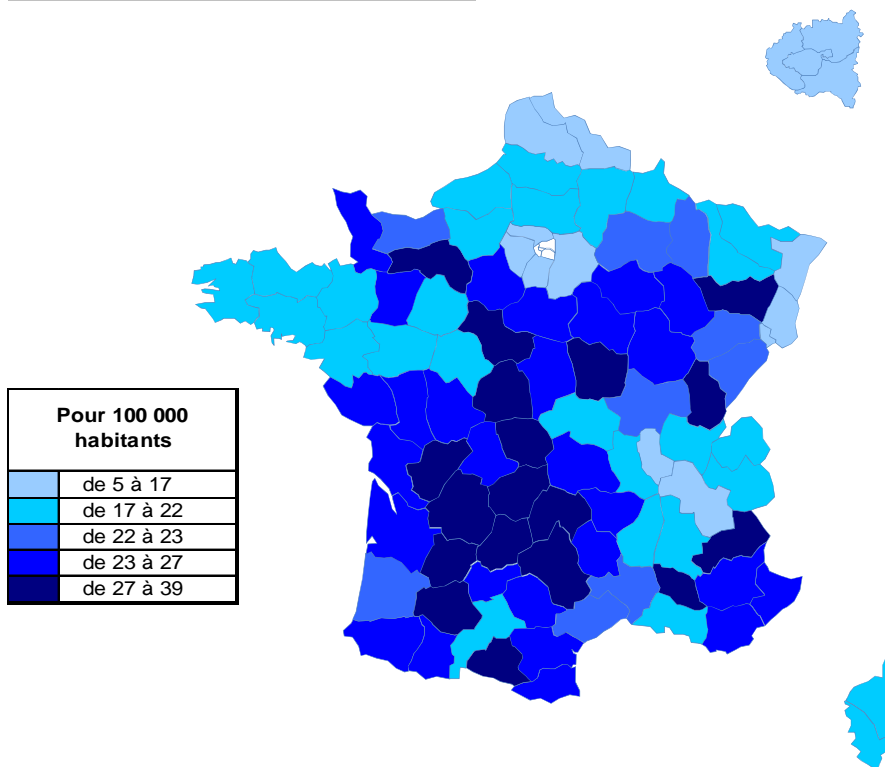 Pour 100 000
habitants
de 5 à 17
de 17 à 22
de 22 à 23
de 23 à 27
de 27 à 39